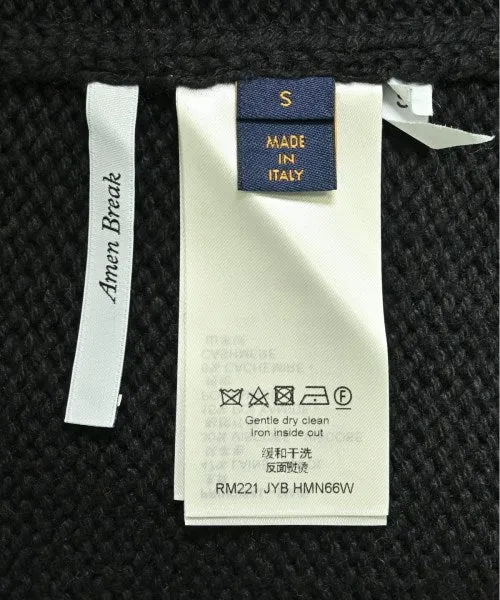 S
MADE
IN
ITALY
Amen Break
Gentle dry clean
Iron inside out
缓和干洗
反面熨烫
RM221 JYB HMN66W